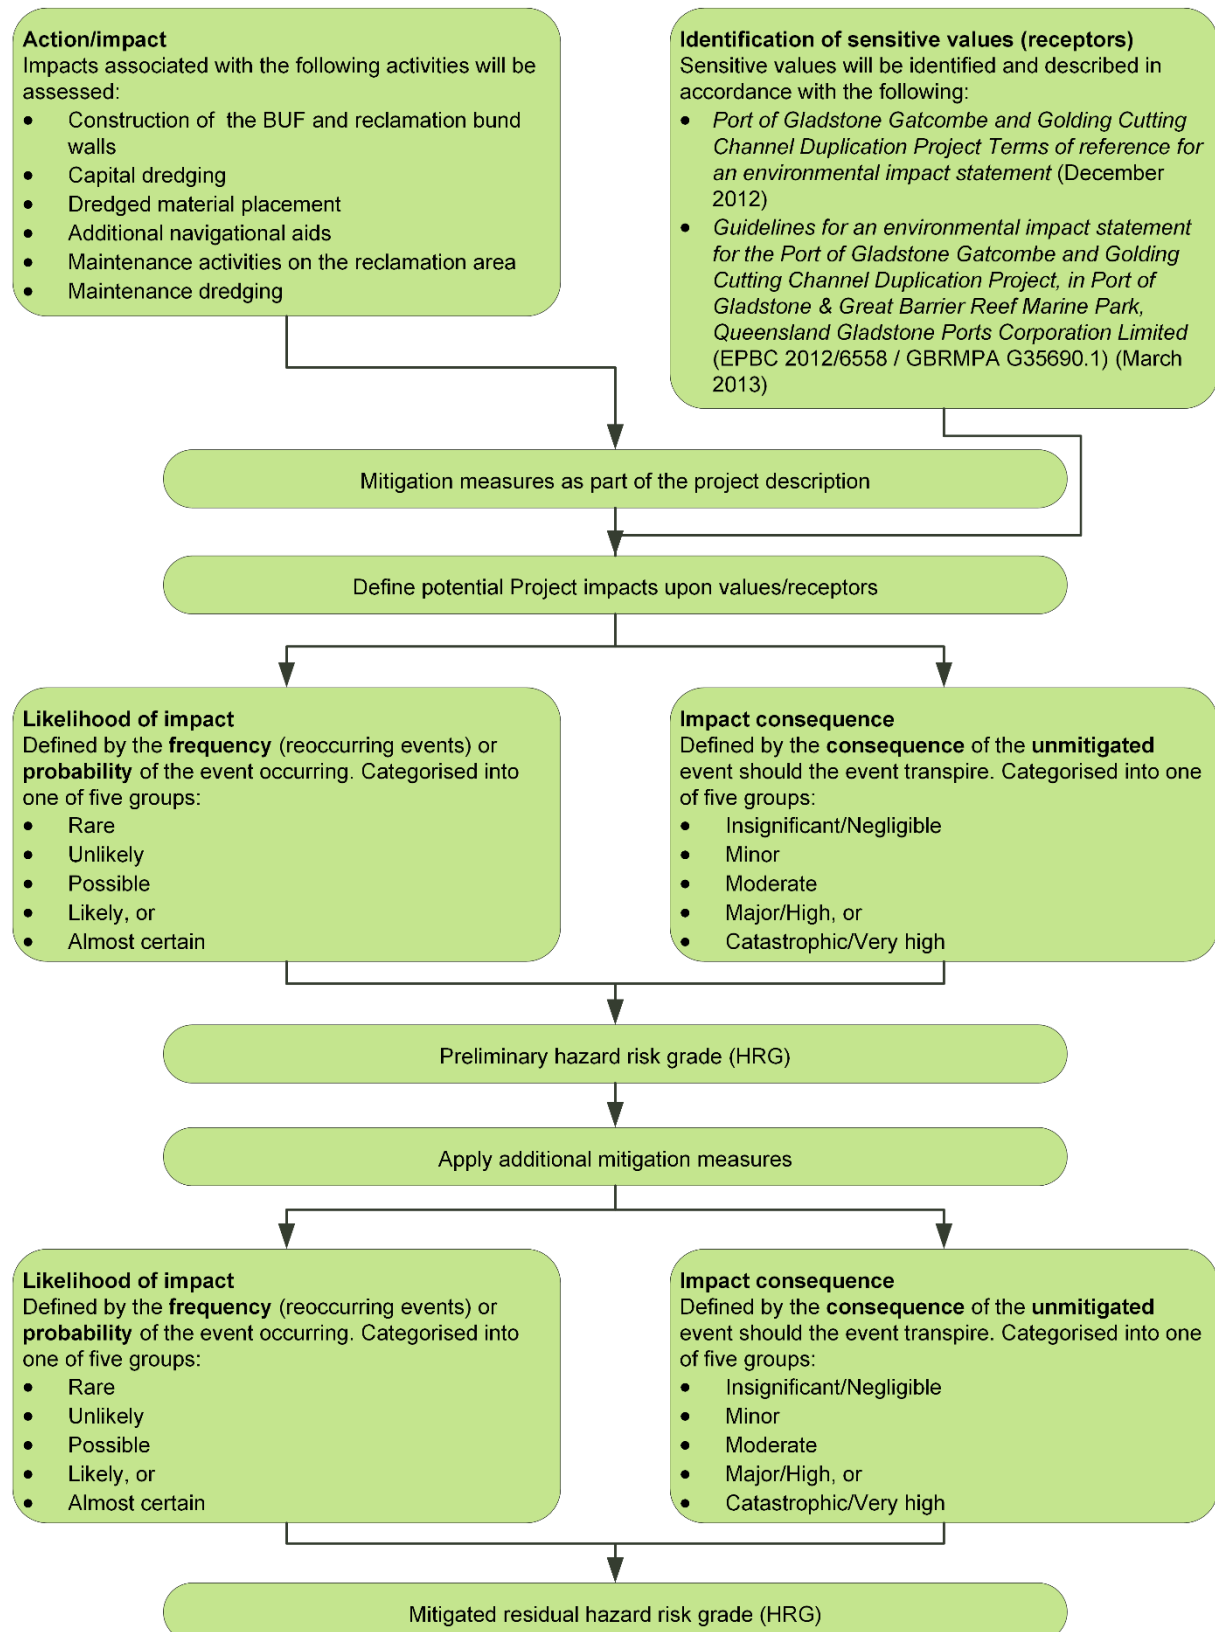 Action/impact
Impacts associated with the following activities will be
assessed:
• Construction of the BUF and reclamation bund
walls
• Capital dredging
• Dredged material placement
• Additional navigational aids
• Maintenance activities on the reclamation area
• Maintenance dredging
Identification of sensitive values (receptors)
Sensitive values will be identified and described in
accordance with the following:
• Port of Gladstone Gatcombe and Golding Cutting
Channel Duplication Project Terms of reference for
an environmental impact statement (December
2012)
• Guidelines for an environmental impact statement
for the Port of Gladstone Gatcombe and Golding
Cutting Channel Duplication Project, in Port of
Gladstone & Great Barrier Reef Marine Park,
Queensland Gladstone Ports Corporation Limited
(EPBC 2012/6558 / GBRMPA G35690.1) (March
2013)
Mitigation measures as part of the project description
Define potential Project impacts upon values/receptors
Likelihood of impact
Defined by the frequency (reoccurring events) or
probability of the event occurring. Categorised into
one of five groups:
• Rare
• Unlikely
• Possible
• Likely, or
• Almost certain
Impact consequence
Defined by the consequence of the unmitigated
event should the event transpire. Categorised into one
of five groups:
• Insignificant/Negligible
• Minor
• Moderate
• Major/High, or
• Catastrophic/Very high
Preliminary hazard risk grade (HRG)
Apply additional mitigation measures
Likelihood of impact
Defined by the frequency (reoccurring events) or
probability of the event occurring. Categorised into
one of five groups:
• Rare
• Unlikely
• Possible
• Likely, or
• Almost certain
Impact consequence
Defined by the consequence of the unmitigated
event should the event transpire. Categorised into one
of five groups:
• Insignificant/Negligible
• Minor
• Moderate
• Major/High, or
• Catastrophic/Very high
Mitigated residual hazard risk grade (HRG)